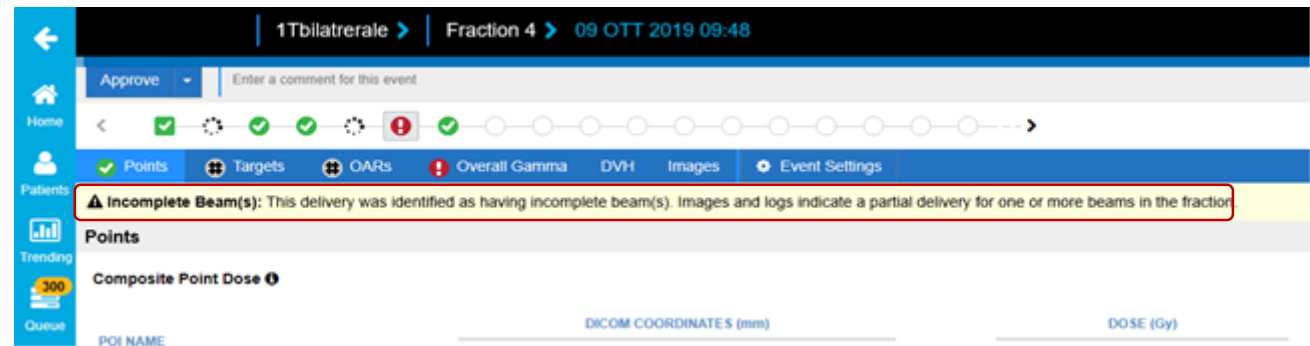 1Tbilatrerale Fraction 4 09 OTT 2019 09:48
Approve Enter a comment for this event
Home
Points Targets OARs Overall Gamma DVH Images Event Settings
Patients
Incomplete Beam(s): This delivery was identified as having incomplete beam(s). Images and logs indicate a partial delivery for one or more beams in the fraction.
Points
Trending
Composite Point Dose
300
Queue
DICOM COORDINATES (mm) DOSE (Gy)
POI NAME